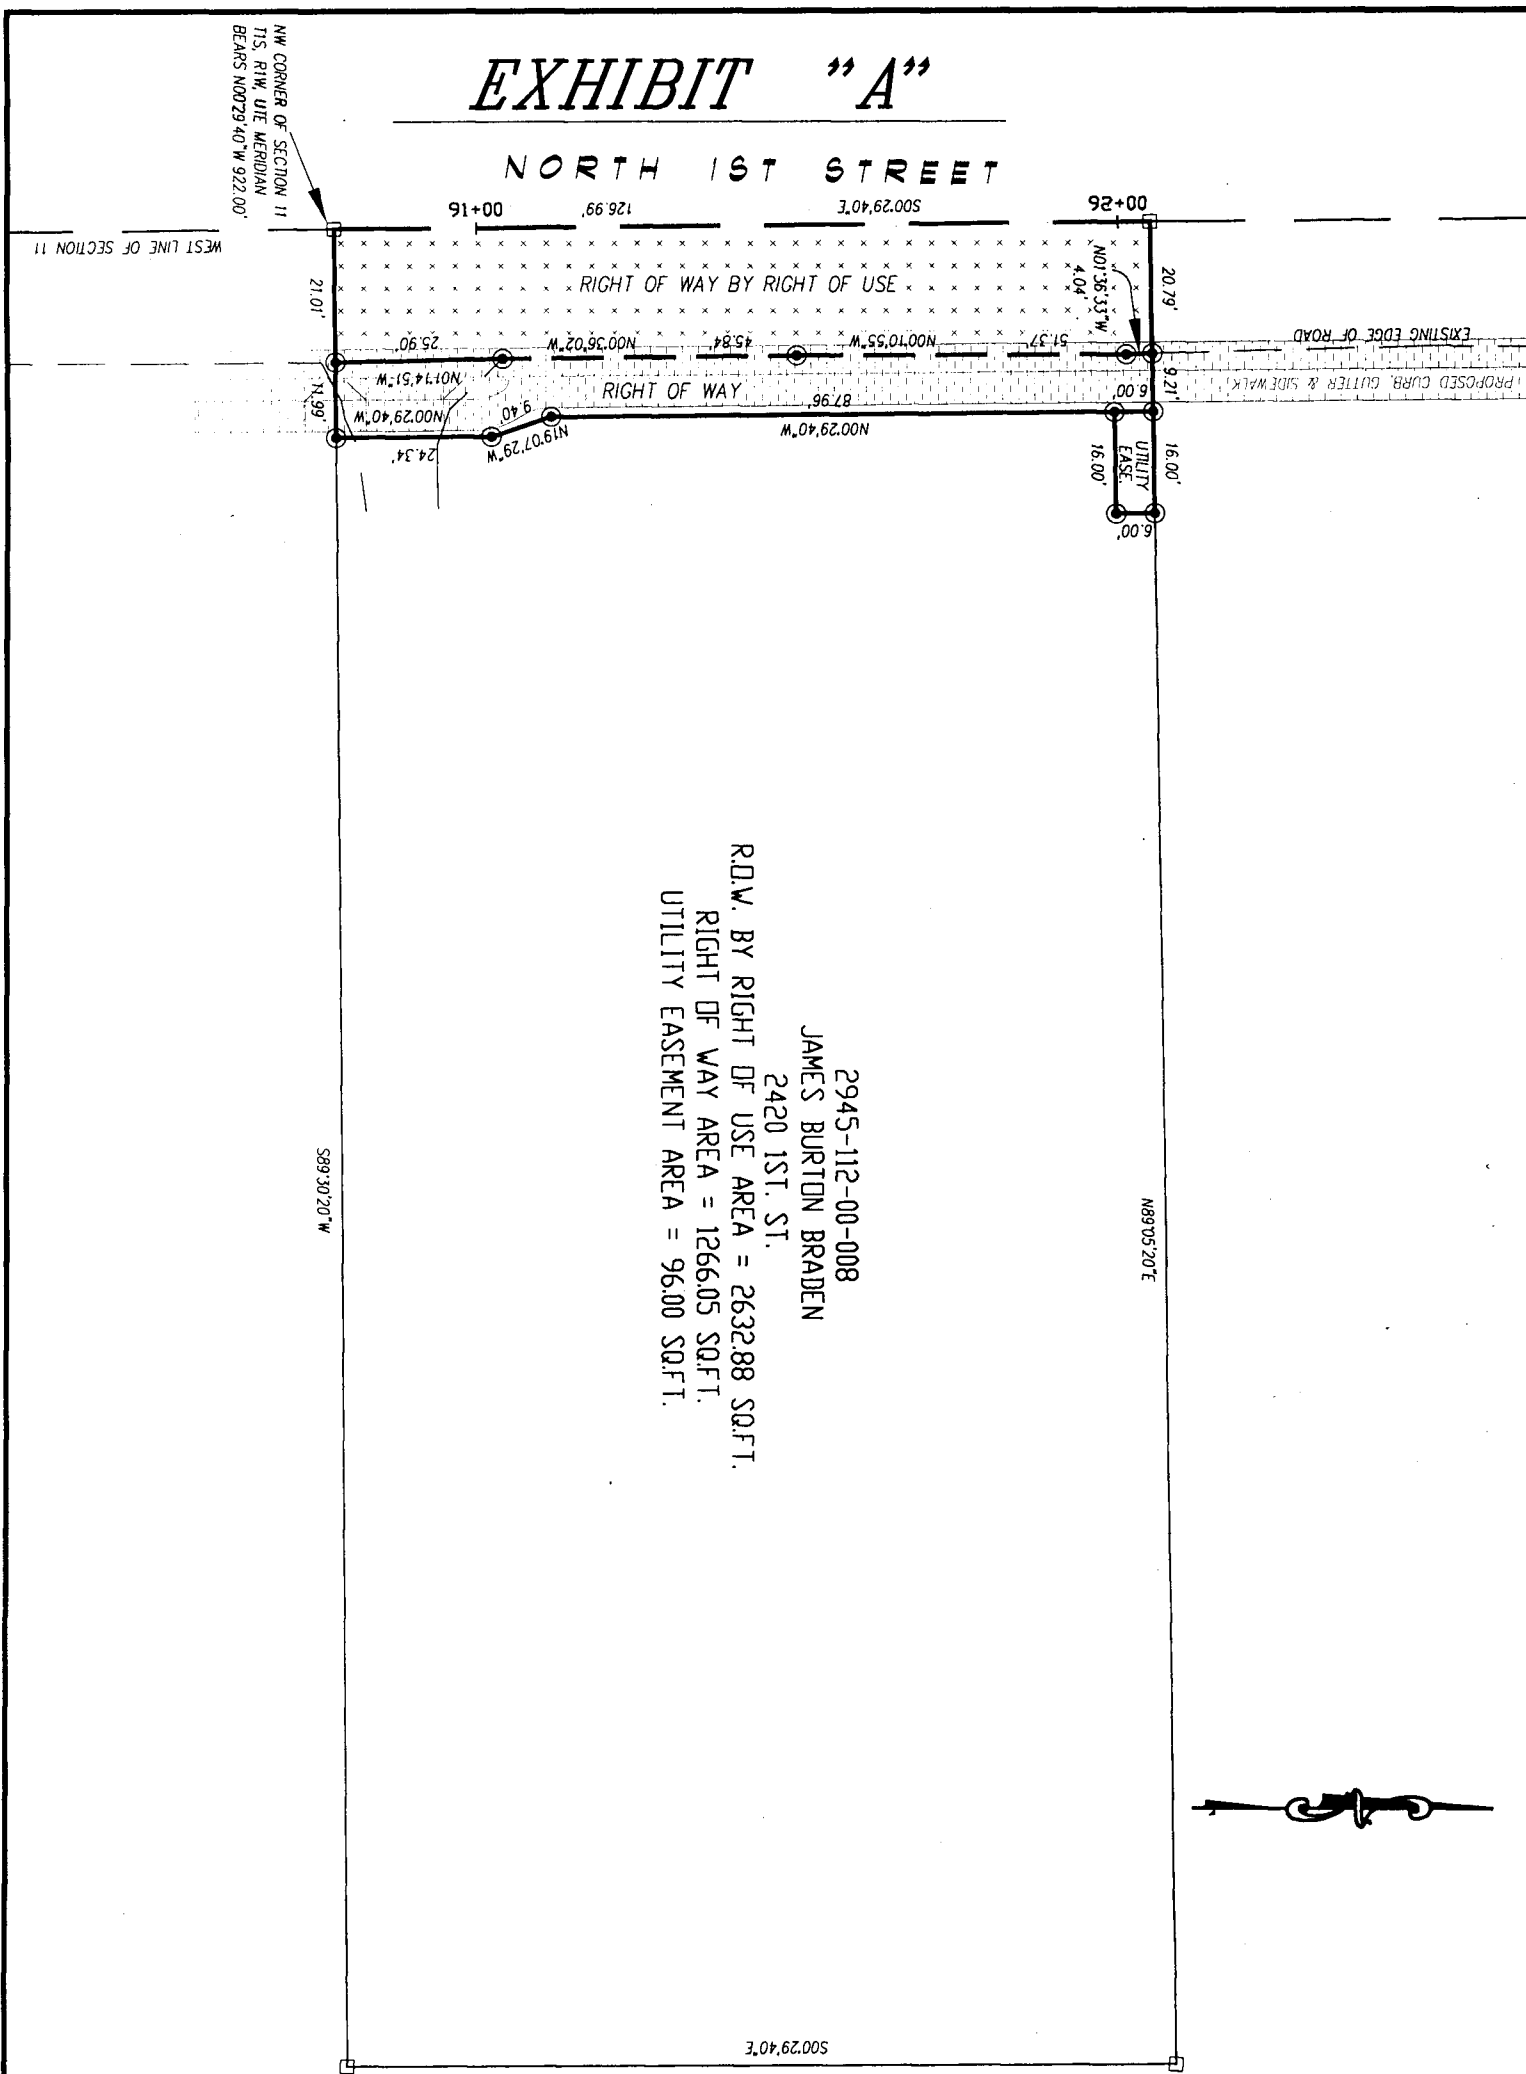 EXHIBIT "A"
NORTH 1ST STREET
NW CORNER OF SECTION 11
T1S, R1W, UTE MERIDIAN
BEARS N00°29'40"W 922.00'
WEST LINE OF SECTION 11
16+00
126.99'
S00°29'40"E
26+00
21.01'
RIGHT OF WAY BY RIGHT OF USE
N01°36'33"W
4.04'
20.79'
EXISTING EDGE OF ROAD
25.90'
N00°36'02"W
45.84'
N00°10'55"W
51.37'
N01°14'51"W
RIGHT OF WAY
9.21'
PROPOSED CURB, GUTTER & SIDEWALK
11.99'
N00°29'40"W
9.40'
87.96'
6.00'
24.34'
N19°07'29"W
N00°29'40"W
16.00'
UTILITY
EASE.
16.00'
6.00'
2945-112-00-008
JAMES BURTON BRADEN
2420 1ST. ST.
R.O.W. BY RIGHT OF USE AREA = 2632.88 SQ.FT.
RIGHT OF WAY AREA = 1266.05 SQ.FT.
UTILITY EASEMENT AREA = 96.00 SQ.FT.
S89°30'20"W
N89°05'20"E
S00°29'40"E